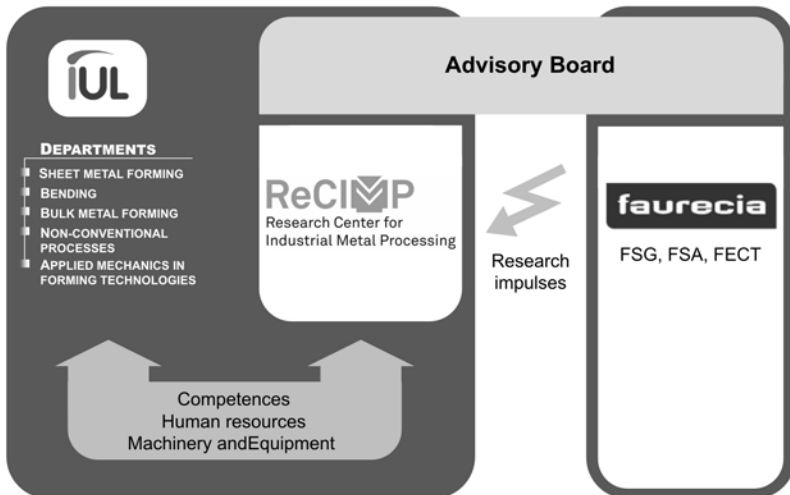 Advisory Board
iUL
DEPARTMENTS
SHEET METAL FORMING
BENDING
BULK METAL FORMING
NON-CONVENTIONAL
PROCESSES
APPLIED MECHANICS IN
FORMING TECHNOLOGIES
ReCIMP
Research Center for
Industrial Metal Processing
Research
impulses
faurecia
FSG, FSA, FECT
Competences
Human resources
Machinery andEquipment